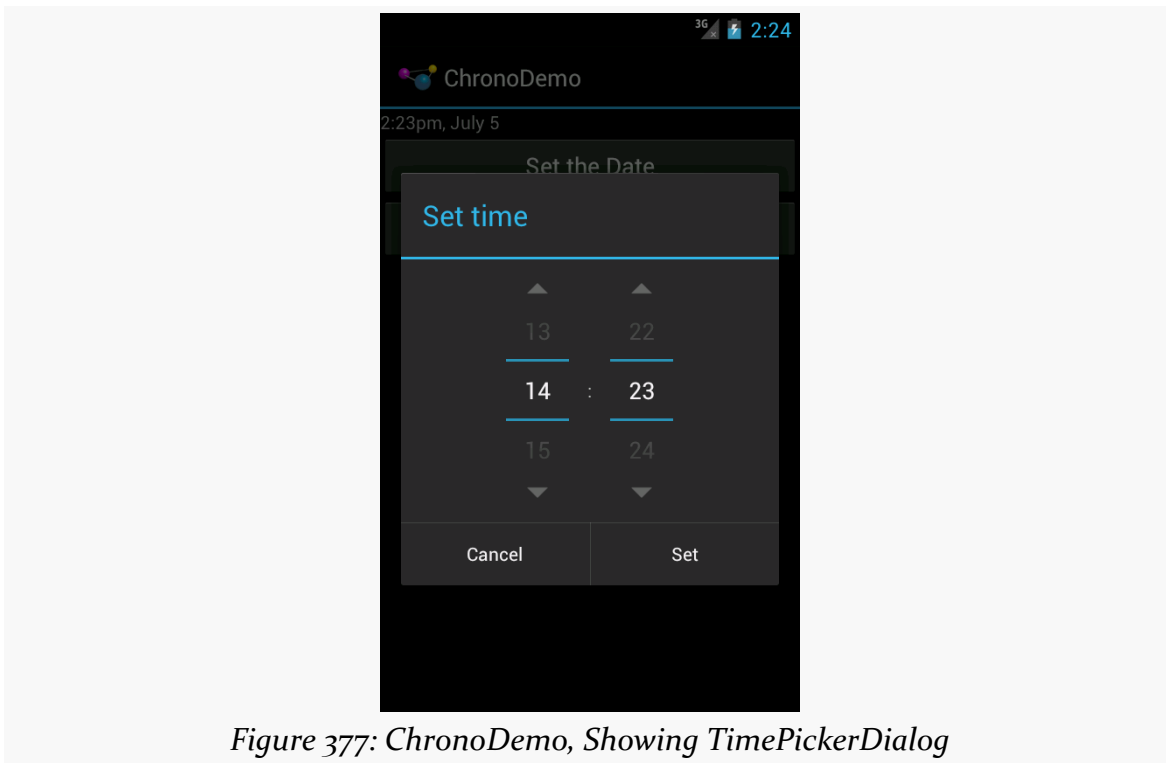 3G 2:24
ChronoDemo
2:23pm, July 5
Set the Date
Set time
13 22
14 : 23
15 24
Cancel Set
Figure 377: ChronoDemo, Showing TimePickerDialog